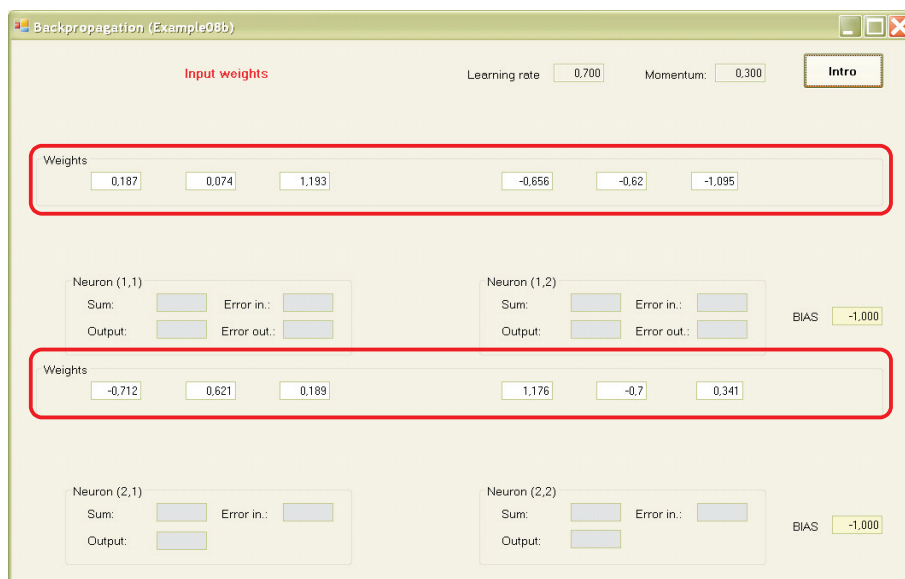 Backpropagation (Example08b)
Input weights Learning rate 0,700 Momentum: 0,300 Intro
Weights
0,187 0,074 1,193 -0,656 -0,62 -1,095
Neuron (1,1) Neuron (1,2)
Sum: Error in.: Sum: Error in.:
BIAS -1,000
Output: Error out.: Output: Error out.:
Weights
-0,712 0,621 0,189 1,176 -0,7 0,341
Neuron (2,1) Neuron (2,2)
Sum: Error in.: Sum: Error in.:
BIAS -1,000
Output: Output: